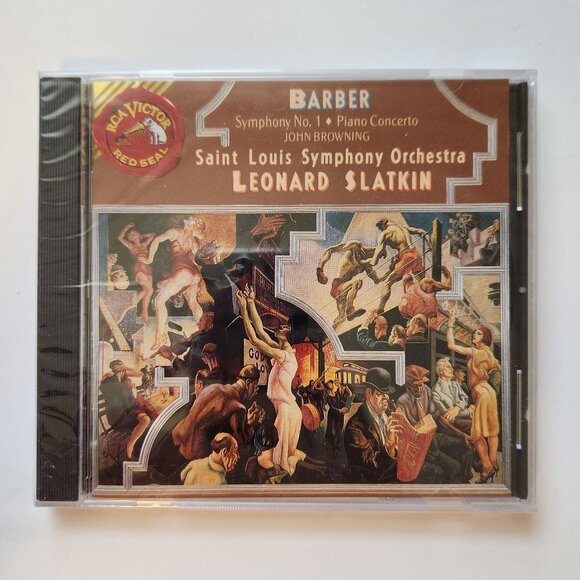 BARBER
Symphony No. 1 ♦ Piano Concerto
JOHN BROWNING
Saint Louis Symphony Orchestra
LEONARD SLATKIN
RCA VICTOR
RED SEAL